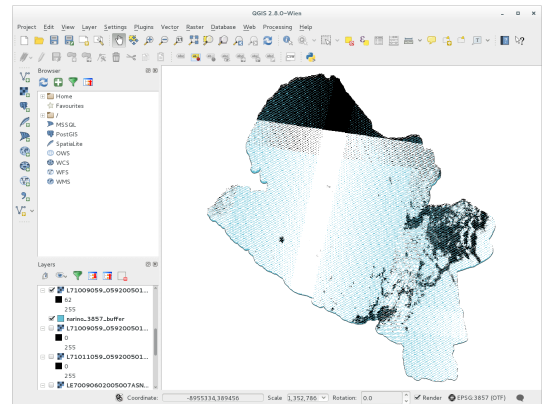 QGIS 2.8.0-Wien
Project Edit View Layer Settings Plugins Vector Raster Database Web Processing Help
Browser
Home
Favourites
/
MSSQL
PostGIS
SpatiaLite
OWS
WCS
WFS
WMS
Layers
L71009059_059200501...
62
255
narino_3857_buffer
L71009059_059200501...
0
255
L71011059_059200501...
0
255
LE70090602005007ASN...
Coordinate: -8955334,389456 Scale 1,352,786 Rotation: 0.0 Render EPSG:3857 (OTF)